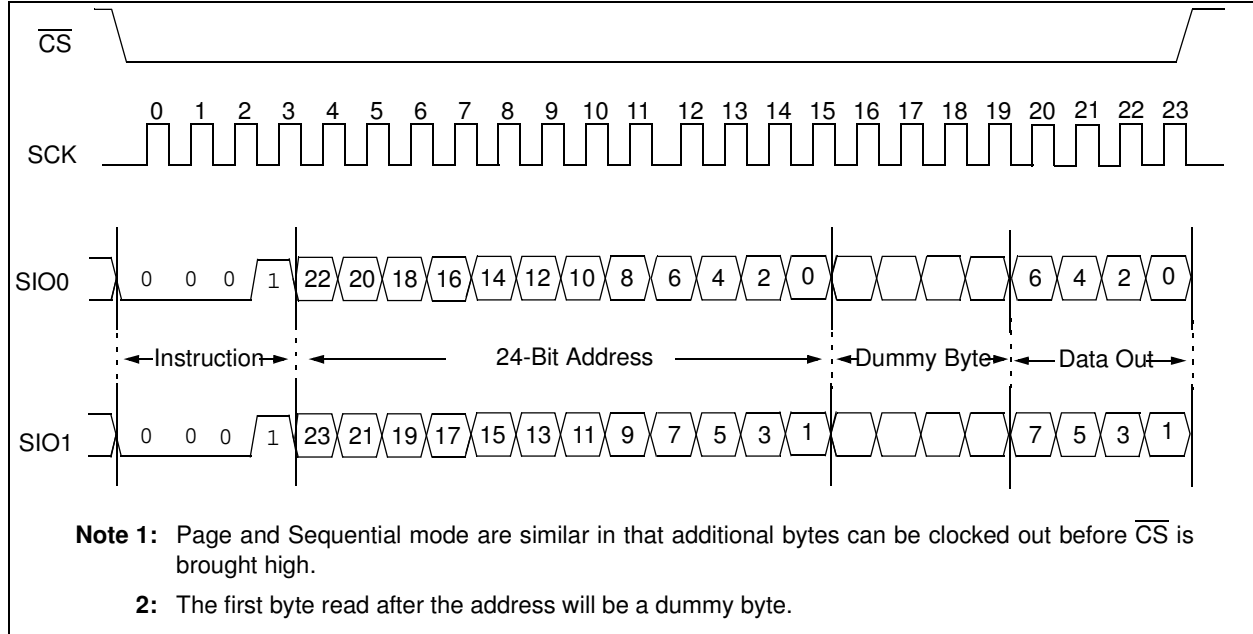 CS
0 1 2 3 4 5 6 7 8 9 10 11 12 13 14 15 16 17 18 19 20 21 22 23
SCK
SIO0 0 0 0 1 22 20 18 16 14 12 10 8 6 4 2 0 6 4 2 0
Instruction 24-Bit Address Dummy Byte Data Out
SIO1 0 0 0 1 23 21 19 17 15 13 11 9 7 5 3 1 7 5 3 1
Note 1: Page and Sequential mode are similar in that additional bytes can be clocked out before CS is
brought high.
2: The first byte read after the address will be a dummy byte.